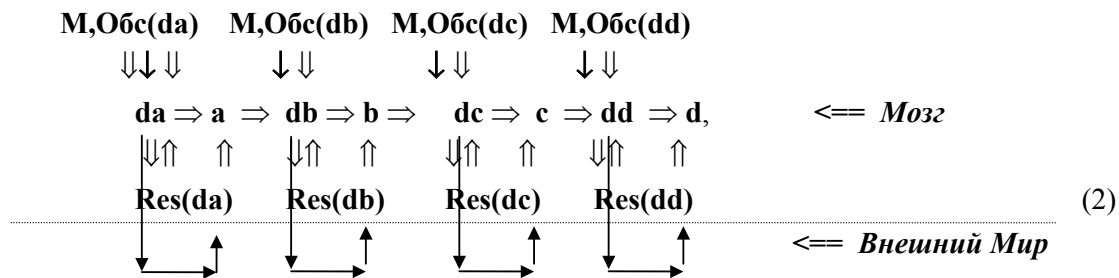 М,Обс(da) М,Обс(db) М,Обс(dc) М,Обс(dd)
⇓↓⇓ ↓⇓ ↓⇓ ↓⇓
da ⇒ a ⇒ db ⇒ b ⇒ dc ⇒ c ⇒ dd ⇒ d, <== Мозг
⇓⇑ ⇑ ⇓⇑ ⇑ ⇓⇑ ⇑ ⇓⇑ ⇑
Res(da) Res(db) Res(dc) Res(dd) (2)
<== Внешний Мир